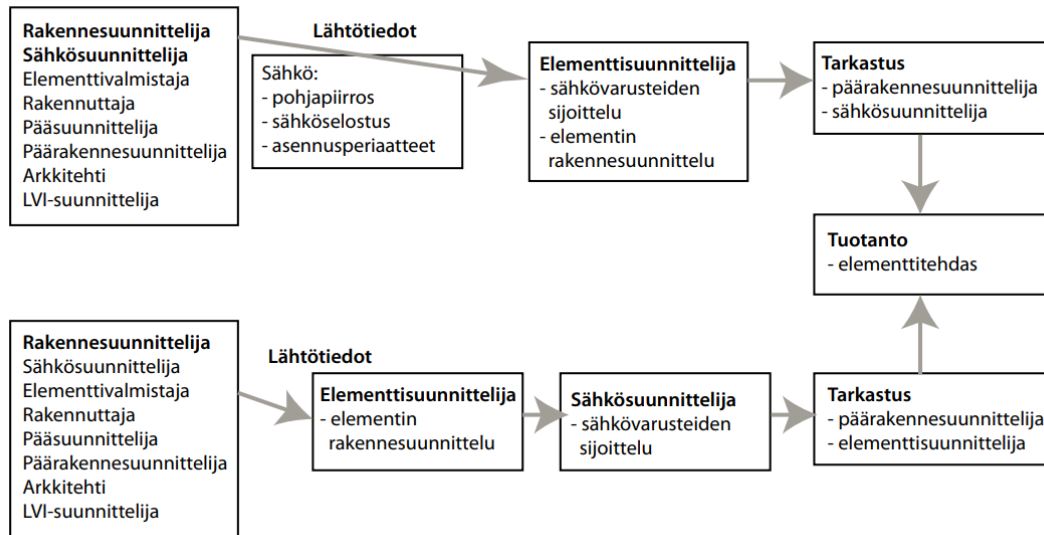 Rakennesuunnittelija
Sähkösuunnittelija
Elementtivalmistaja
Rakennuttaja
Pääsuunnittelija
Päärakennesuunnittelija
Arkkitehti
LVI-suunnittelija
Lähtötiedot
Sähkö:
- pohjapiirros
- sähköselostus
- asennusperiaatteet
Elementtisuunnittelija
- sähkövarusteiden
sijoittelu
- elementin
rakennesuunnittelu
Tarkastus
- päärakennesuunnittelija
- sähkösuunnittelija
Tuotanto
- elementtitehdas
Rakennesuunnittelija
Sähkösuunnittelija
Elementtivalmistaja
Rakennuttaja
Pääsuunnittelija
Päärakennesuunnittelija
Arkkitehti
LVI-suunnittelija
Lähtötiedot
Elementtisuunnittelija
- elementin
rakennesuunnittelu
Sähkösuunnittelija
- sähkövarusteiden
sijoittelu
Tarkastus
- päärakennesuunnittelija
- elementtisuunnittelija